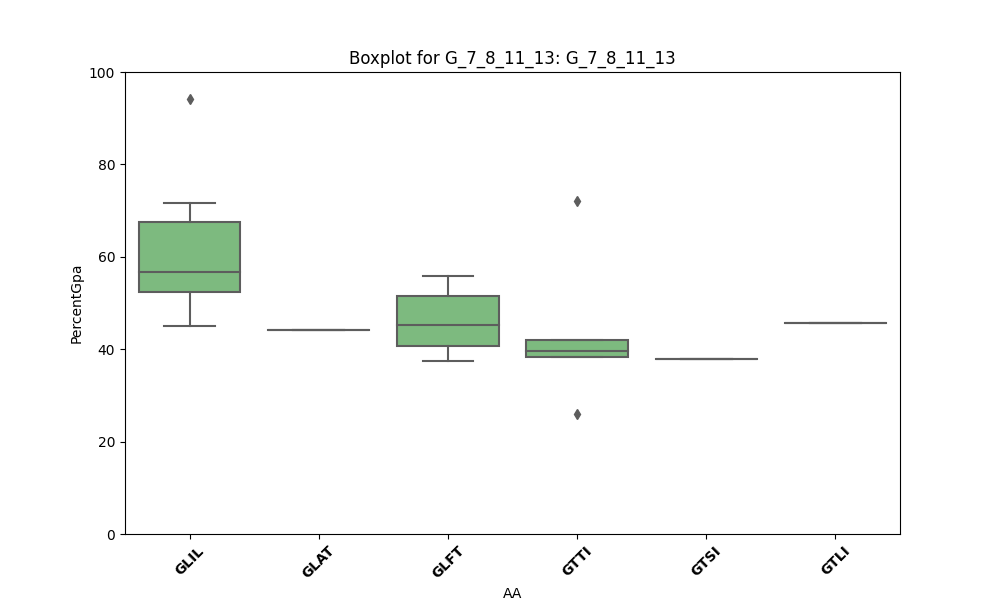 Boxplot for G_7_8_11_13: G_7_8_11_13
100
80
60
40
20
0
PercentGpa
GLIL
GLAT
GLFT
GTTI
GTSI
GTLI
AA